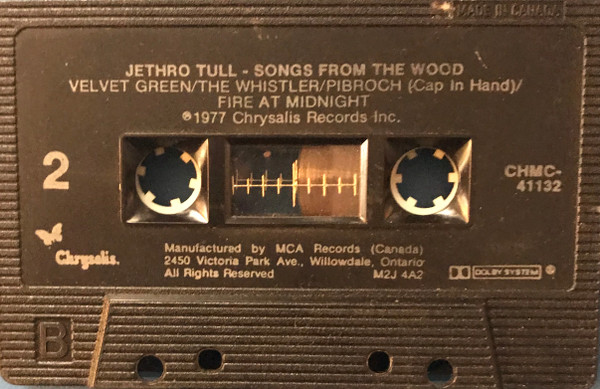 MADE IN CANADA
JETHRO TULL - SONGS FROM THE WOOD
VELVET GREEN/THE WHISTLER/PIBROCH (Cap in Hand)/
FIRE AT MIDNIGHT
℗1977 Chrysalis Records Inc.
2
CHMC-
41132
Chrysalis.
Manufactured by MCA Records (Canada)
2450 Victoria Park Ave., Willowdale, Ontario
All Rights Reserved
M2J 4A2
DOLBY SYSTEM ®
B